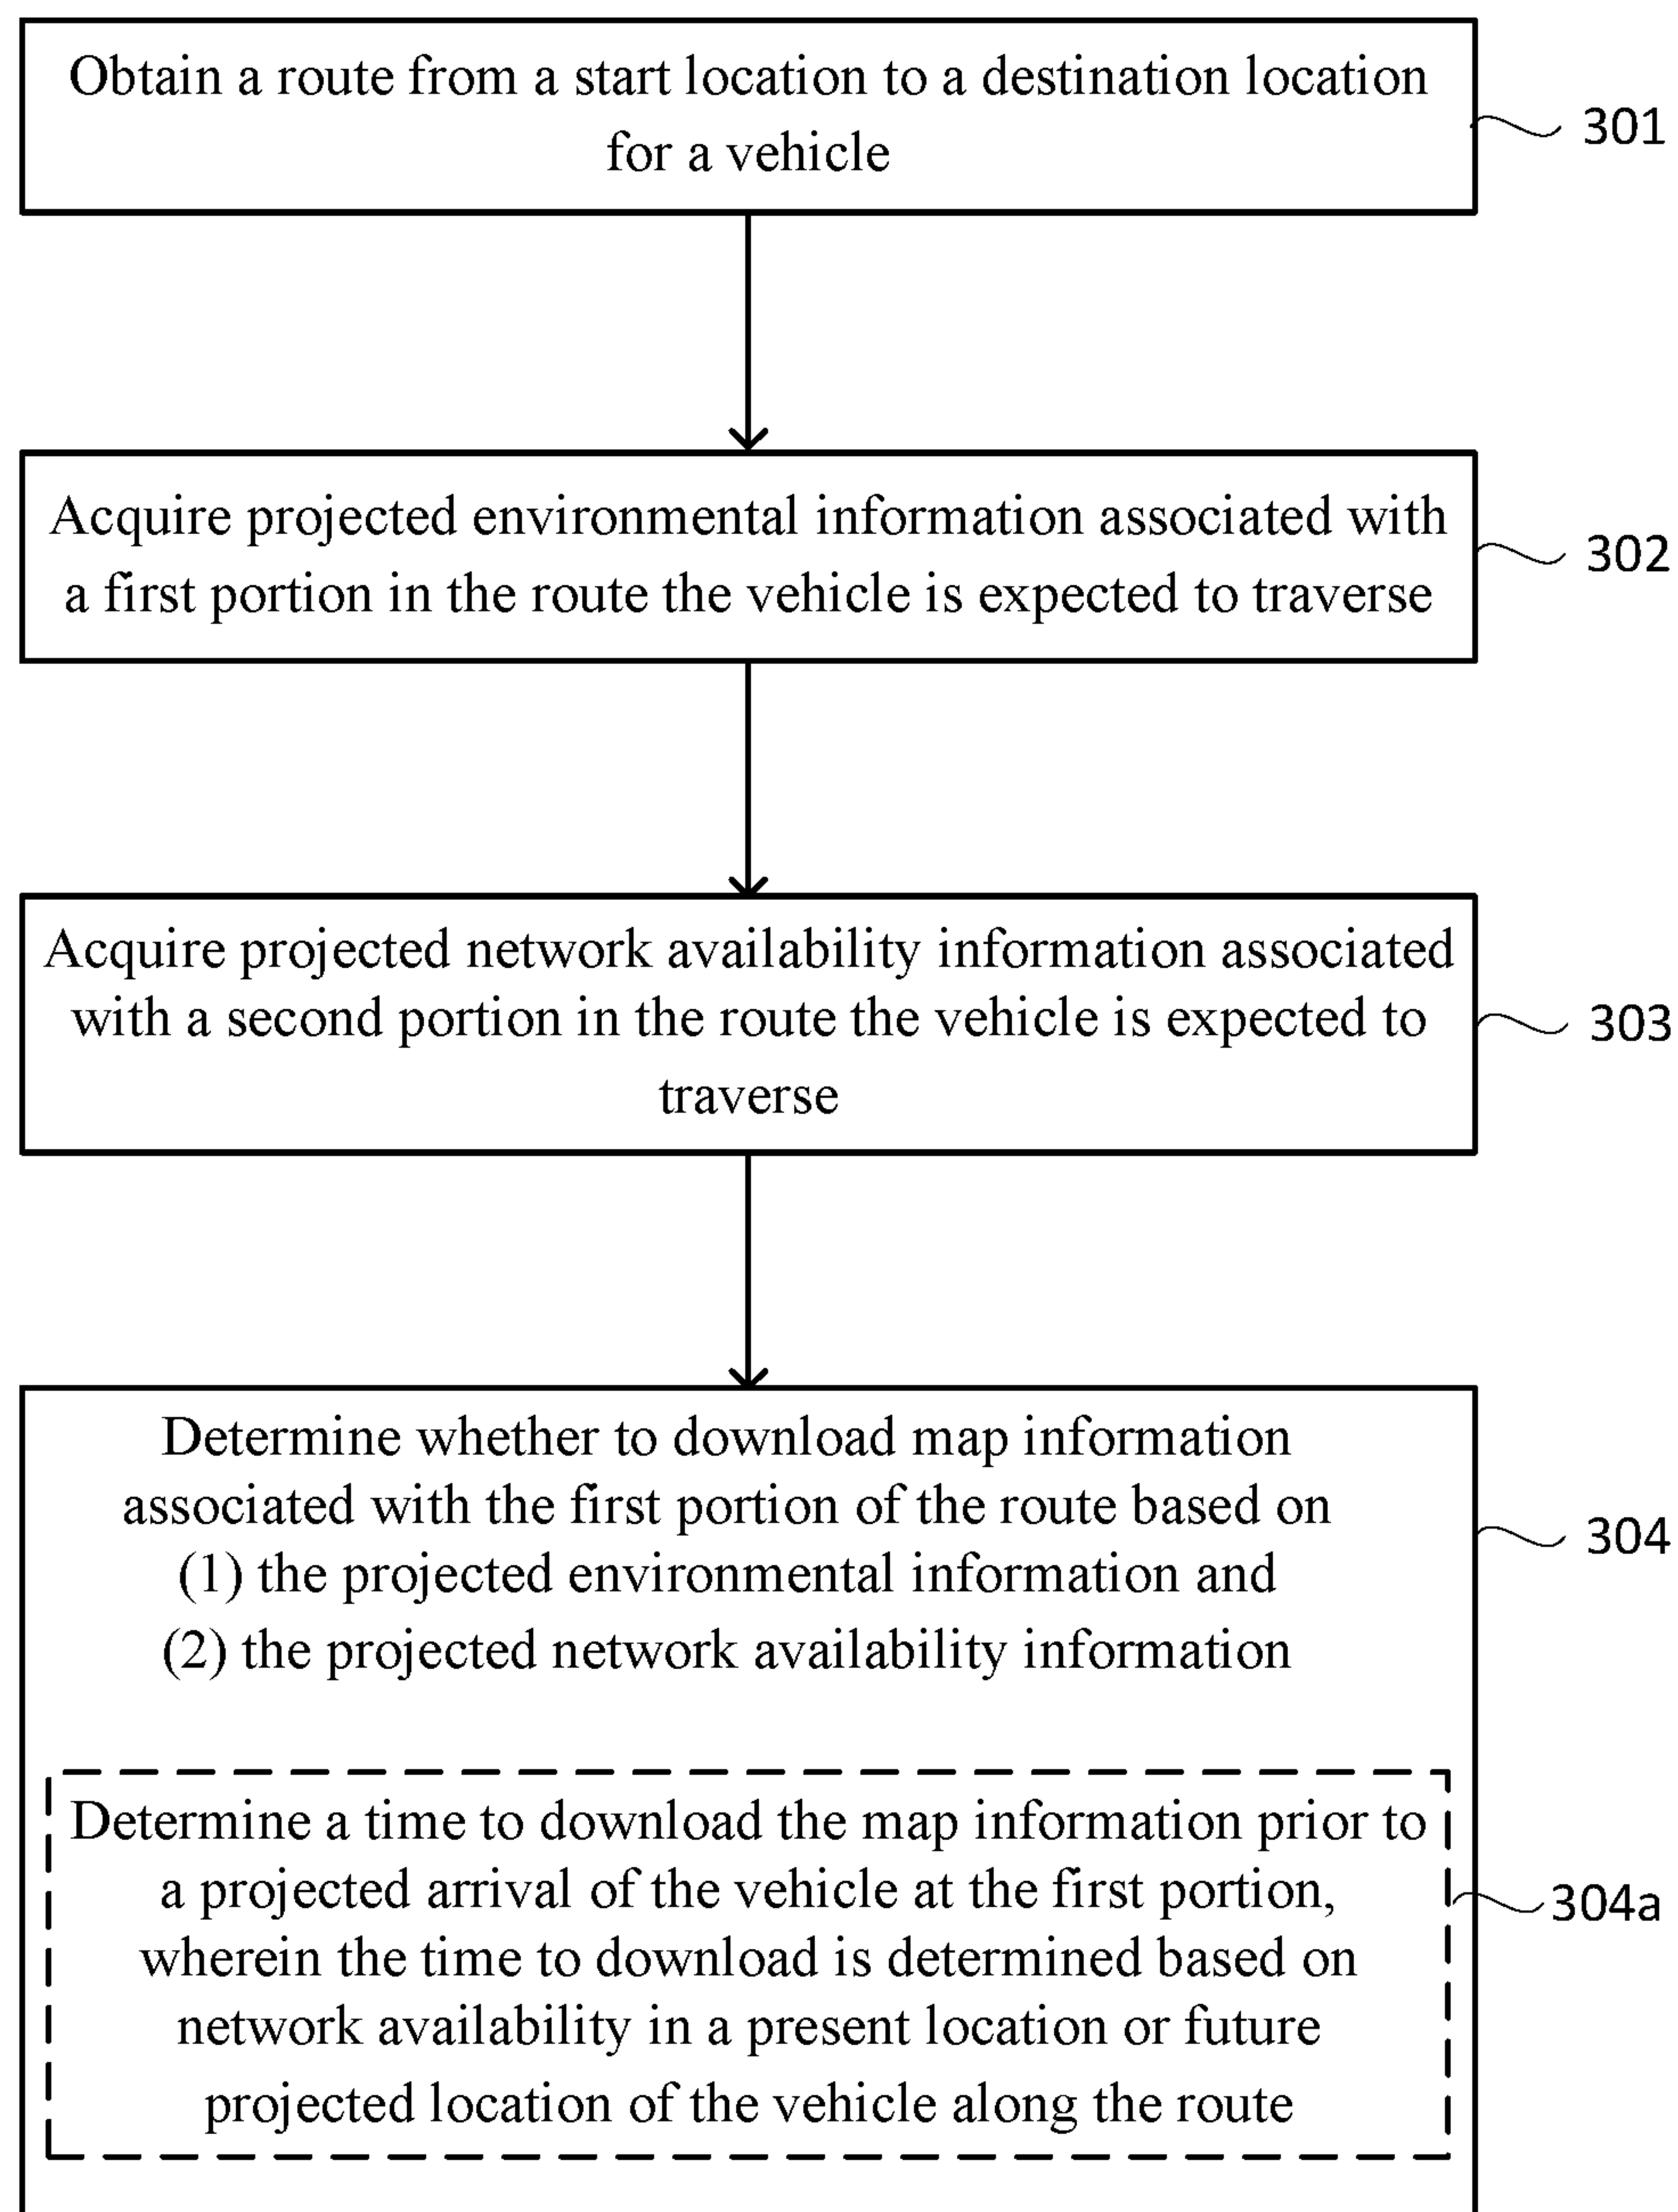 Obtain a route from a start location to a destination location
for a vehicle
301
Acquire projected environmental information associated with
a first portion in the route the vehicle is expected to traverse
302
Acquire projected network availability information associated
with a second portion in the route the vehicle is expected to
traverse
303
Determine whether to download map information
associated with the first portion of the route based on
(1) the projected environmental information and
(2) the projected network availability information
304
Determine a time to download the map information prior to
a projected arrival of the vehicle at the first portion,
wherein the time to download is determined based on
network availability in a present location or future
projected location of the vehicle along the route
304a